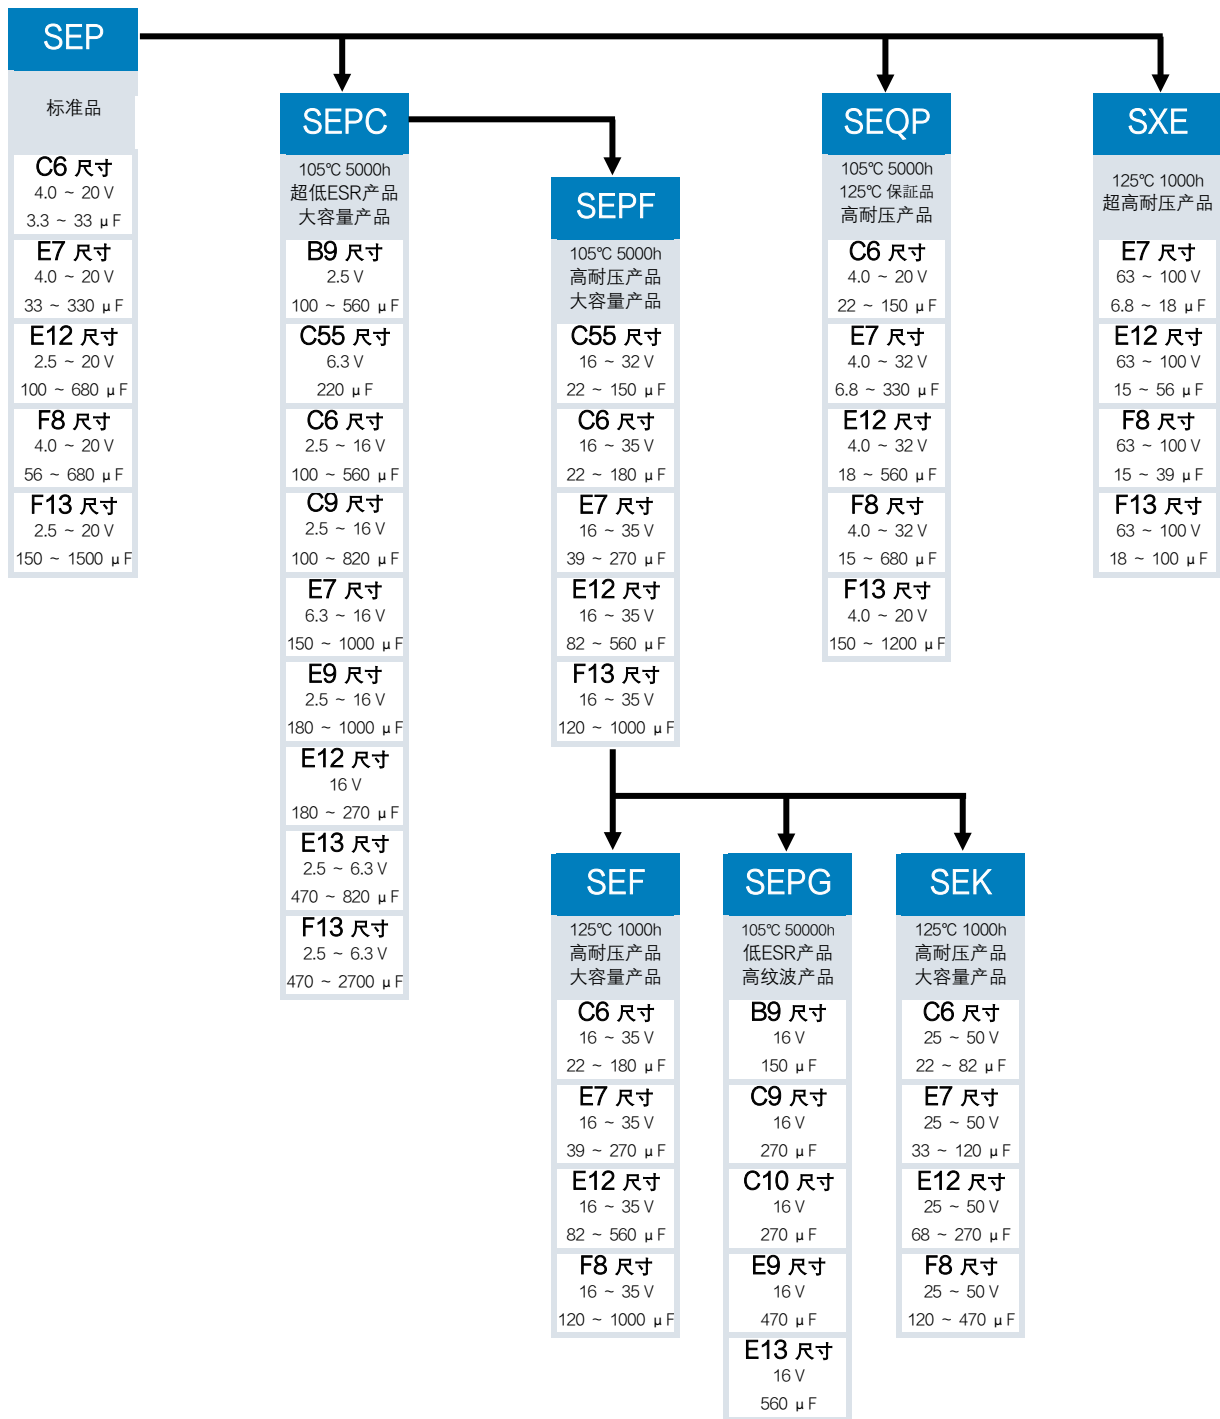 SEP
标准品
C6 尺寸
4.0 ~ 20 V
3.3 ~ 33 μF
E7 尺寸
4.0 ~ 20 V
33 ~ 330 μF
E12 尺寸
2.5 ~ 20 V
100 ~ 680 μF
F8 尺寸
4.0 ~ 20 V
56 ~ 680 μF
F13 尺寸
2.5 ~ 20 V
150 ~ 1500 μF
SEPC
105℃ 5000h
超低ESR产品
大容量产品
B9 尺寸
2.5 V
100 ~ 560 μF
C55 尺寸
6.3 V
220 μF
C6 尺寸
2.5 ~ 16 V
100 ~ 560 μF
C9 尺寸
2.5 ~ 16 V
100 ~ 820 μF
E7 尺寸
6.3 ~ 16 V
150 ~ 1000 μF
E9 尺寸
2.5 ~ 16 V
180 ~ 1000 μF
E12 尺寸
16 V
180 ~ 270 μF
E13 尺寸
2.5 ~ 6.3 V
470 ~ 820 μF
F13 尺寸
2.5 ~ 6.3 V
470 ~ 2700 μF
SEPF
105℃ 5000h
高耐压产品
大容量产品
C55 尺寸
16 ~ 32 V
22 ~ 150 μF
C6 尺寸
16 ~ 35 V
22 ~ 180 μF
E7 尺寸
16 ~ 35 V
39 ~ 270 μF
E12 尺寸
16 ~ 35 V
82 ~ 560 μF
F13 尺寸
16 ~ 35 V
120 ~ 1000 μF
SEQP
105℃ 5000h
125℃ 保証品
高耐压产品
C6 尺寸
4.0 ~ 20 V
22 ~ 150 μF
E7 尺寸
4.0 ~ 32 V
6.8 ~ 330 μF
E12 尺寸
4.0 ~ 32 V
18 ~ 560 μF
F8 尺寸
4.0 ~ 32 V
15 ~ 680 μF
F13 尺寸
4.0 ~ 20 V
150 ~ 1200 μF
SXE
125℃ 1000h
超高耐压产品
E7 尺寸
63 ~ 100 V
6.8 ~ 18 μF
E12 尺寸
63 ~ 100 V
15 ~ 56 μF
F8 尺寸
63 ~ 100 V
15 ~ 39 μF
F13 尺寸
63 ~ 100 V
18 ~ 100 μF
SEF
125℃ 1000h
高耐压产品
大容量产品
C6 尺寸
16 ~ 35 V
22 ~ 180 μF
E7 尺寸
16 ~ 35 V
39 ~ 270 μF
E12 尺寸
16 ~ 35 V
82 ~ 560 μF
F8 尺寸
16 ~ 35 V
120 ~ 1000 μF
SEPG
105℃ 50000h
低ESR产品
高纹波产品
B9 尺寸
16 V
150 μF
C9 尺寸
16 V
270 μF
C10 尺寸
16 V
270 μF
E9 尺寸
16 V
470 μF
E13 尺寸
16 V
560 μF
SEK
125℃ 1000h
高耐压产品
大容量产品
C6 尺寸
25 ~ 50 V
22 ~ 82 μF
E7 尺寸
25 ~ 50 V
33 ~ 120 μF
E12 尺寸
25 ~ 50 V
68 ~ 270 μF
F8 尺寸
25 ~ 50 V
120 ~ 470 μF